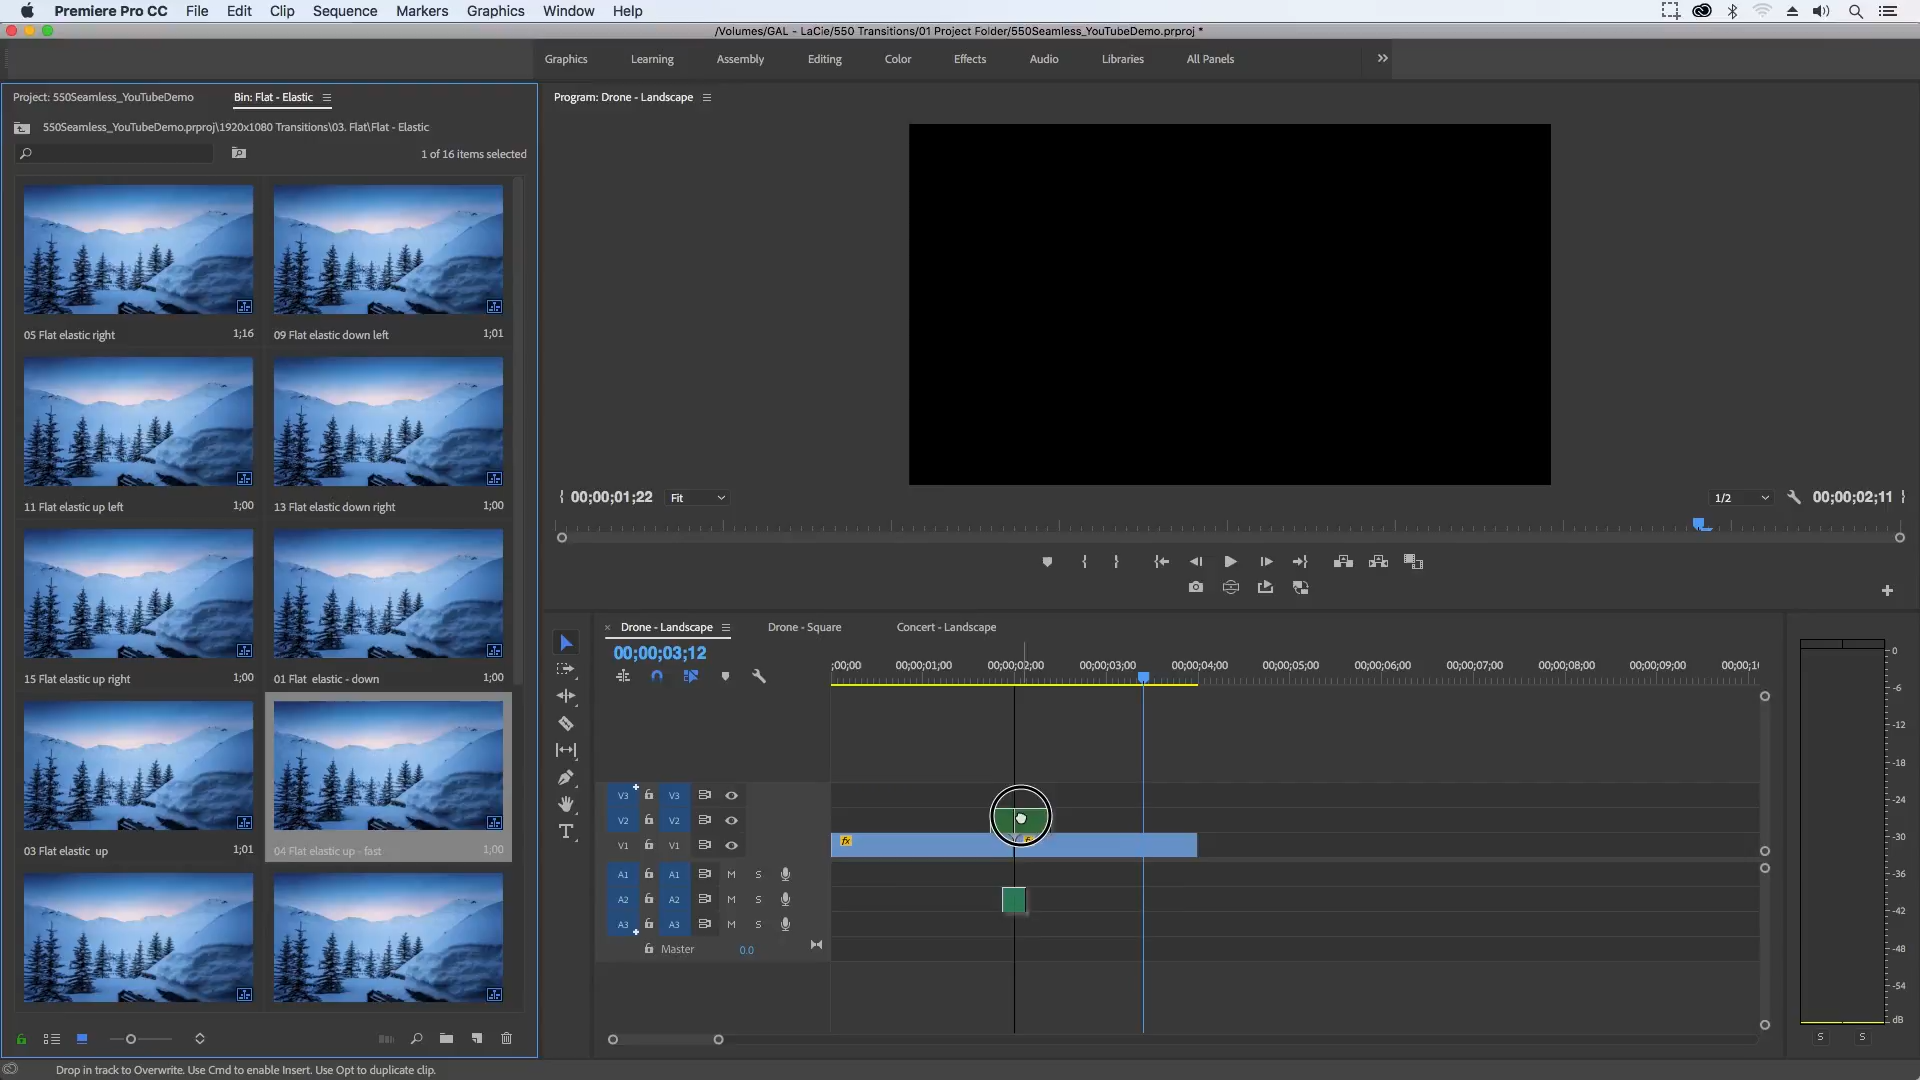 Premiere Pro CC File Edit Clip Sequence Markers Graphics Window Help
/Volumes/GAL - LaCie/550 Transitions/01 Project Folder/550Seamless_YouTubeDemo.prproj *
Graphics Learning Assembly Editing Color Effects Audio Libraries All Panels
Project: 550Seamless_YouTubeDemo Bin: Flat - Elastic
550Seamless_YouTubeDemo.prproj\1920x1080 Transitions\03. Flat\Flat - Elastic
1 of 16 items selected
05 Flat elastic right 1;16
09 Flat elastic down left 1;01
11 Flat elastic up left 1;00
13 Flat elastic down right 1;00
15 Flat elastic up right 1;00
01 Flat  elastic - down 1;00
03 Flat elastic  up 1;01
04 Flat elastic up - fast 1;00
Program: Drone - Landscape
00;00;01;22 Fit 1/2 00;00;02;11
Drone - Landscape Drone - Square Concert - Landscape
00;00;03;12
;00;00 00;00;01;00 00;00;02;00 00;00;03;00 00;00;04;00 00;00;05;00 00;00;06;00 00;00;07;00 00;00;08;00 00;00;09;00 00;00;10
V3 V3
V2 V2
V1 V1 fx
A1 A1 M S
A2 A2 M S
A3 A3 M S
Master 0.0
0
-6
-12
-18
-24
-30
-36
-42
-48
-54
dB
S S
Drop in track to Overwrite. Use Cmd to enable Insert. Use Opt to duplicate clip.